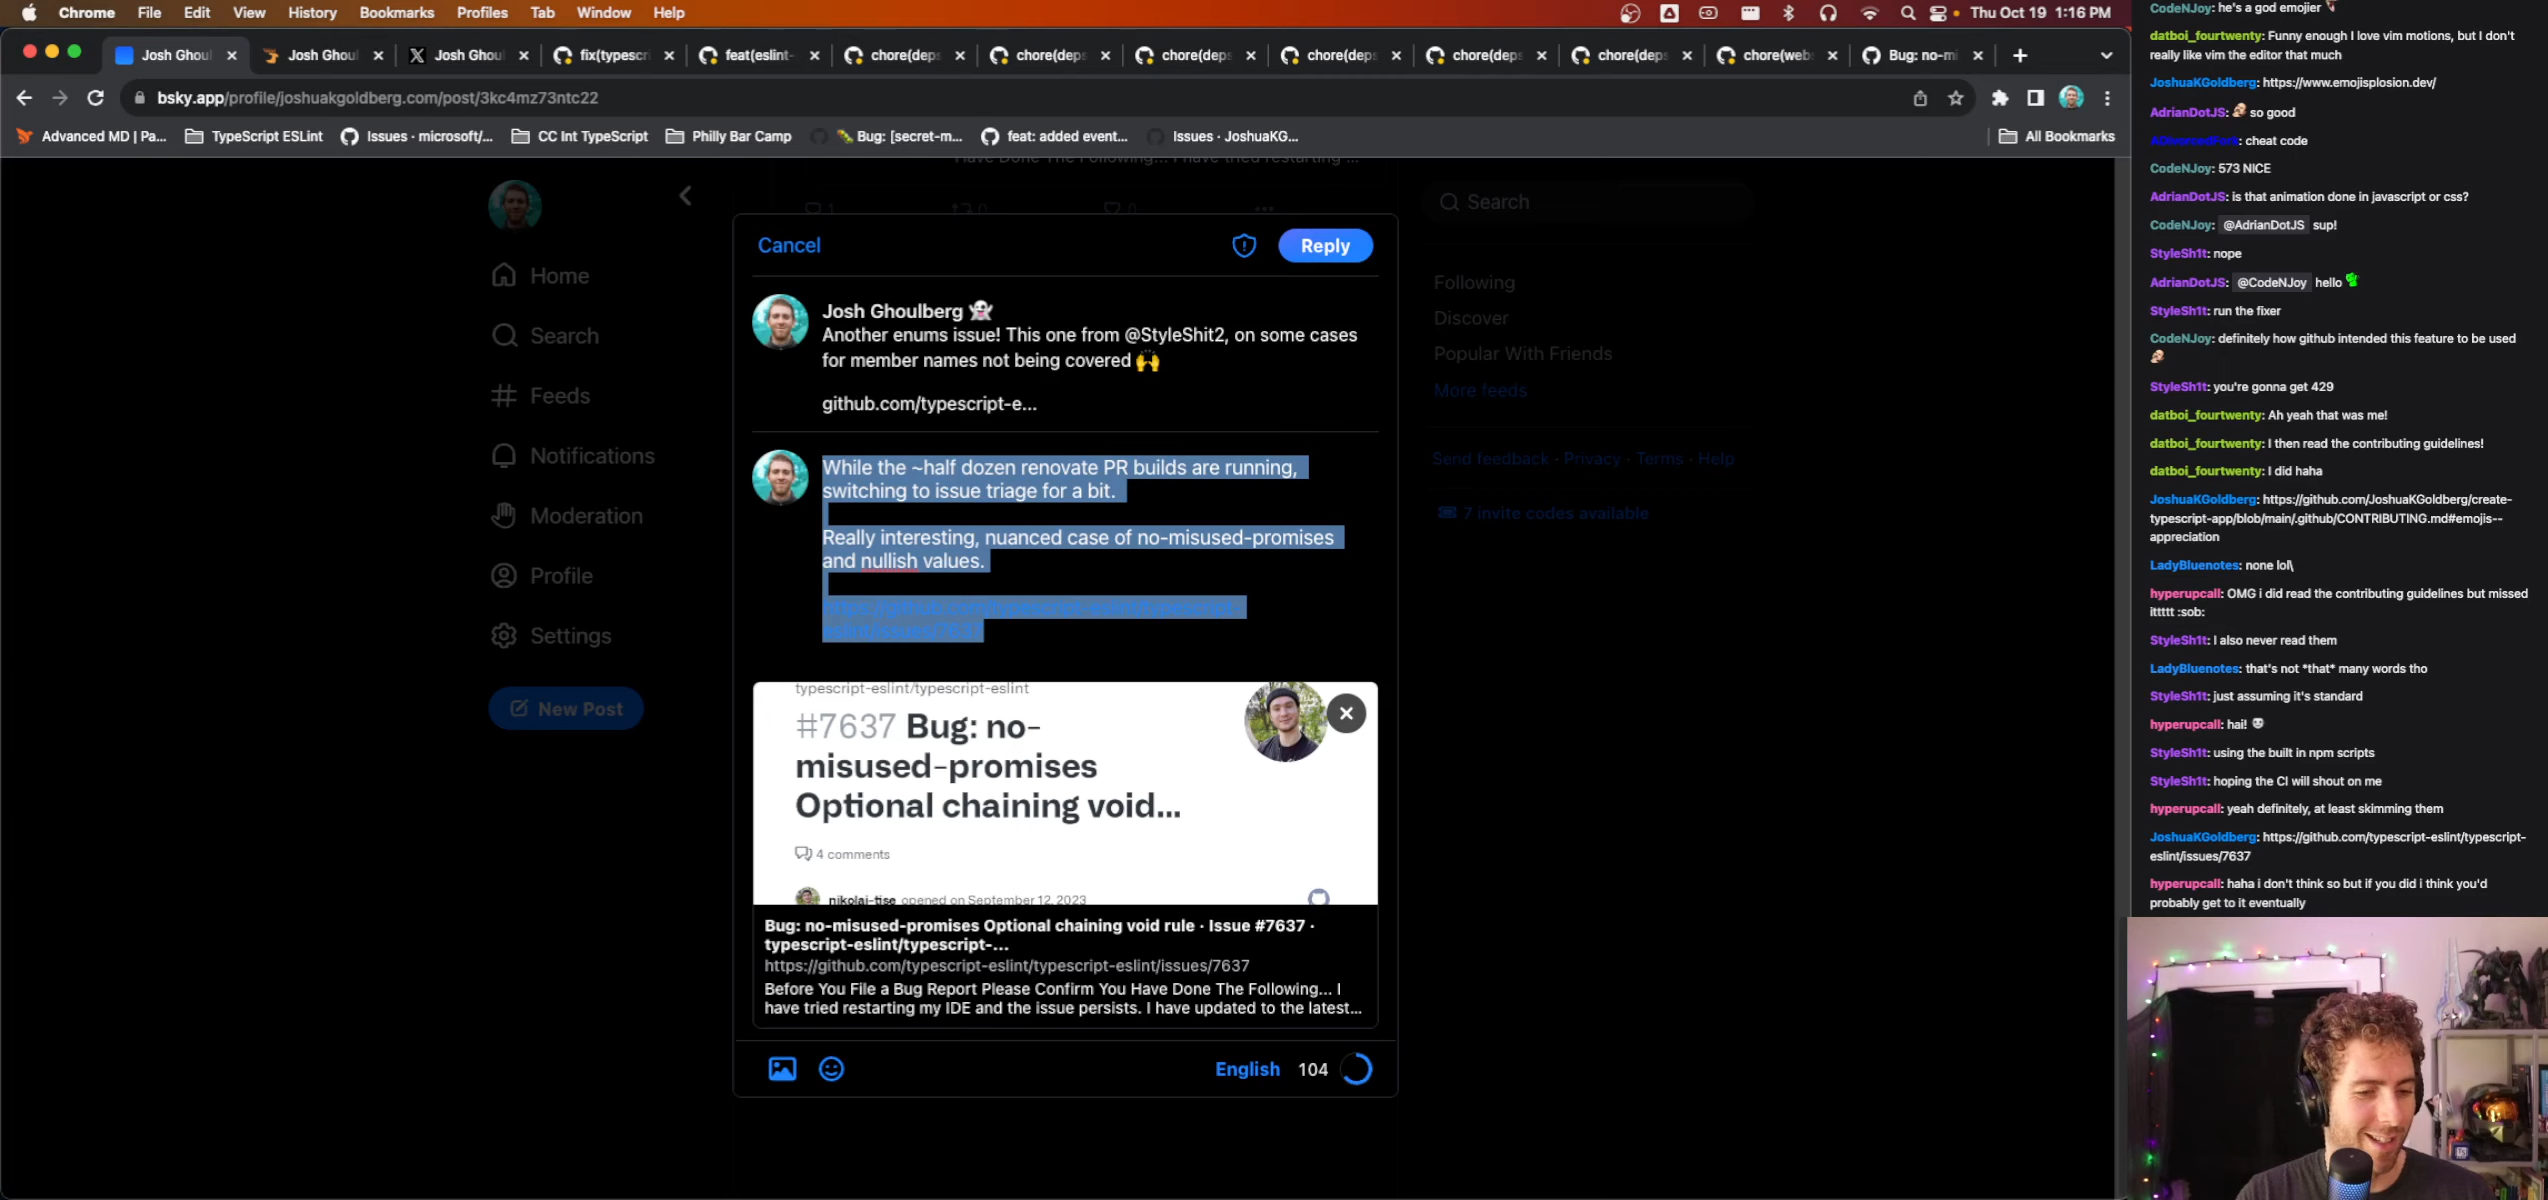 Chrome File Edit View History Bookmarks Profiles Tab Window Help
Thu Oct 19 1:16 PM
Josh Ghoul
Josh Ghoul
Josh Ghoul
fix(typescri
feat(eslint-
chore(deps
chore(deps
chore(deps
chore(deps
chore(deps
chore(deps
chore(web
Bug: no-mi
bsky.app/profile/joshuakgoldberg.com/post/3kc4mz73ntc22
Advanced MD | Pa...
TypeScript ESLint
Issues · microsoft/...
CC Int TypeScript
Philly Bar Camp
Bug: [secret-m...
feat: added event...
Issues · JoshuaKG...
All Bookmarks
Have Done The Following... I have tried restarting ...
1 0 0 ...
Home
Search
Feeds
Notifications
Moderation
Profile
Settings
New Post
Cancel
Reply
Josh Ghoulberg 👻
Another enums issue! This one from @StyleShit2, on some cases
for member names not being covered 🙌
github.com/typescript-e...
While the ~half dozen renovate PR builds are running,
switching to issue triage for a bit.
Really interesting, nuanced case of no-misused-promises
and nullish values.
https://github.com/typescript-eslint/typescript-
eslint/issues/7637
typescript-eslint/typescript-eslint
#7637 Bug: no-
misused-promises
Optional chaining void...
4 comments
nikolai-tise opened on September 12, 2023
Bug: no-misused-promises Optional chaining void rule · Issue #7637 ·
typescript-eslint/typescript-...
https://github.com/typescript-eslint/typescript-eslint/issues/7637
Before You File a Bug Report Please Confirm You Have Done The Following... I
have tried restarting my IDE and the issue persists. I have updated to the latest...
English 104
Search
Following
Discover
Popular With Friends
More feeds
Send feedback · Privacy · Terms · Help
7 invite codes available
CodeNJoy: he's a god emojier
datboi_fourtwenty: Funny enough I love vim motions, but I don't
really like vim the editor that much
JoshuaKGoldberg: https://www.emojisplosion.dev/
AdrianDotJS: so good
: cheat code
CodeNJoy: 573 NICE
AdrianDotJS: is that animation done in javascript or css?
CodeNJoy: @AdrianDotJS sup!
StyleSh1t: nope
AdrianDotJS: @CodeNJoy hello
StyleSh1t: run the fixer
CodeNJoy: definitely how github intended this feature to be used
StyleSh1t: you're gonna get 429
datboi_fourtwenty: Ah yeah that was me!
datboi_fourtwenty: I then read the contributing guidelines!
datboi_fourtwenty: I did haha
JoshuaKGoldberg: https://github.com/JoshuaKGoldberg/create-
typescript-app/blob/main/.github/CONTRIBUTING.md#emojis--
appreciation
LadyBluenotes: none lol\
hyperupcall: OMG i did read the contributing guidelines but missed
ittttt :sob:
StyleSh1t: I also never read them
LadyBluenotes: that's not *that* many words tho
StyleSh1t: just assuming it's standard
hyperupcall: hai!
StyleSh1t: using the built in npm scripts
StyleSh1t: hoping the CI will shout on me
hyperupcall: yeah definitely, at least skimming them
JoshuaKGoldberg: https://github.com/typescript-eslint/typescript-
eslint/issues/7637
hyperupcall: haha i don't think so but if you did i think you'd
probably get to it eventually